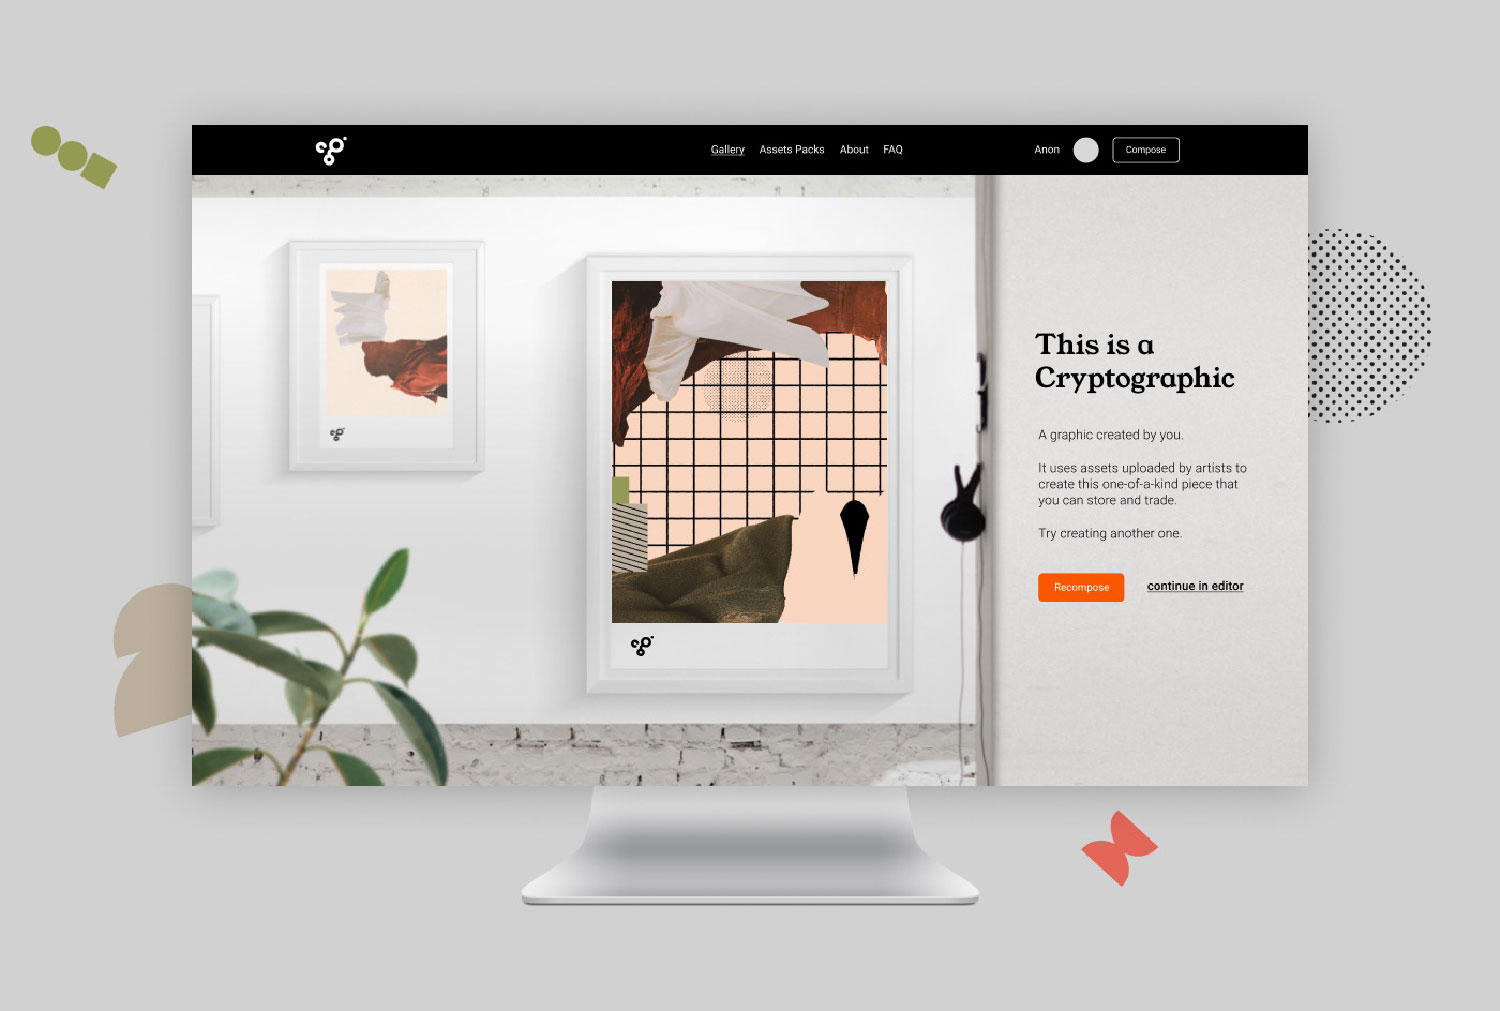 Gallery
Assets Packs
About
FAQ
Anon
Compose
This is a
Cryptographic
A graphic created by you.
It uses assets uploaded by artists to
create this one-of-a-kind piece that
you can store and trade.
Try creating another one.
Recompose
continue in editor